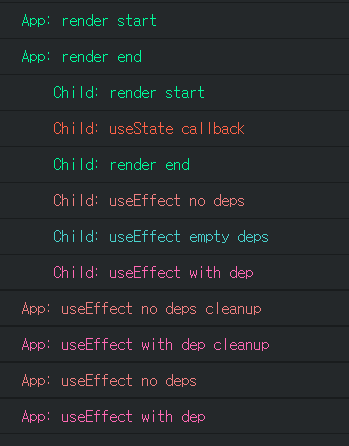 App: render start
App: render end
Child: render start
Child: useState callback
Child: render end
Child: useEffect no deps
Child: useEffect empty deps
Child: useEffect with dep
App: useEffect no deps cleanup
App: useEffect with dep cleanup
App: useEffect no deps
App: useEffect with dep